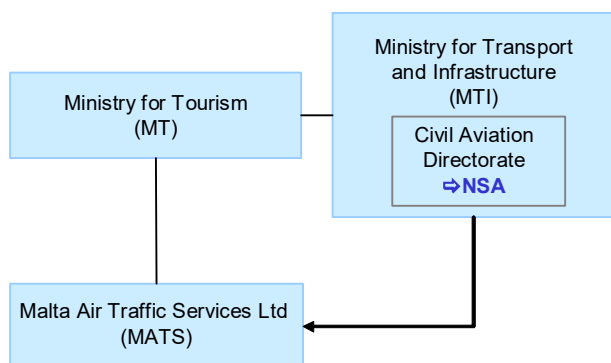 Ministry for Tourism
(MT)
Ministry for Transport
and Infrastructure
(MTI)
Civil Aviation
Directorate
⇨NSA
Malta Air Traffic Services Ltd
(MATS)